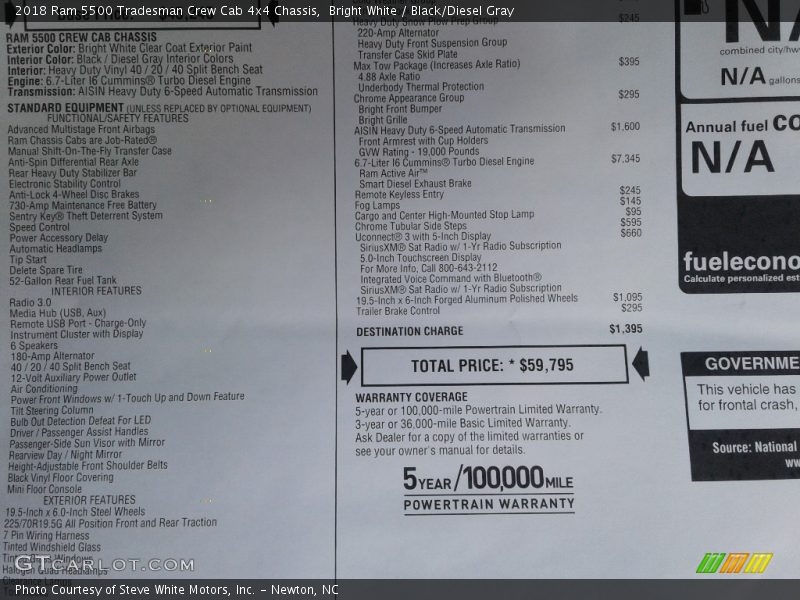 2018 Ram 5500 Tradesman Crew Cab 4x4 Chassis, Bright White / Black/Diesel Gray
RAM 5500 CREW CAB CHASSIS
Exterior Color: Bright White Clear Coat Exterior Paint
Interior Color: Black / Diesel Gray Interior Colors
Interior: Heavy Duty Vinyl 40 / 20 / 40 Split Bench Seat
Engine: 6.7-Liter I6 Cummins® Turbo Diesel Engine
Transmission: AISIN Heavy Duty 6-Speed Automatic Transmission
STANDARD EQUIPMENT (UNLESS REPLACED BY OPTIONAL EQUIPMENT)
FUNCTIONAL/SAFETY FEATURES
Advanced Multistage Front Airbags
Ram Chassis Cabs are Job-Rated®
Manual Shift-On-The-Fly Transfer Case
Anti-Spin Differential Rear Axle
Rear Heavy Duty Stabilizer Bar
Electronic Stability Control
Anti-Lock 4-Wheel Disc Brakes
730-Amp Maintenance Free Battery
Sentry Key® Theft Deterrent System
Speed Control
Power Accessory Delay
Automatic Headlamps
Tip Start
Delete Spare Tire
52-Gallon Rear Fuel Tank
INTERIOR FEATURES
Radio 3.0
Media Hub (USB, Aux)
Remote USB Port - Charge-Only
Instrument Cluster with Display
6 Speakers
180-Amp Alternator
40 / 20 / 40 Split Bench Seat
12-Volt Auxiliary Power Outlet
Air Conditioning
Power Front Windows w/ 1-Touch Up and Down Feature
Tilt Steering Column
Bulb Out Detection Defeat For LED
Driver / Passenger Assist Handles
Passenger-Side Sun Visor with Mirror
Rearview Day / Night Mirror
Height-Adjustable Front Shoulder Belts
Black Vinyl Floor Covering
Mini Floor Console
EXTERIOR FEATURES
19.5-Inch x 6.0-Inch Steel Wheels
225/70R19.5G All Position Front and Rear Traction
7 Pin Wiring Harness
Tinted Windshield Glass
Windows
Halogen Quad Headlamps
Heavy Duty Snow Plow Prep Group $245
220-Amp Alternator
Heavy Duty Front Suspension Group
Transfer Case Skid Plate
Max Tow Package (Increases Axle Ratio) $395
4.88 Axle Ratio
Underbody Thermal Protection
Chrome Appearance Group $295
Bright Front Bumper
Bright Grille
AISIN Heavy Duty 6-Speed Automatic Transmission $1,600
Front Armrest with Cup Holders
GVW Rating - 19,000 Pounds
6.7-Liter I6 Cummins® Turbo Diesel Engine $7,345
Ram Active Air™
Smart Diesel Exhaust Brake
Remote Keyless Entry $245
Fog Lamps $145
Cargo and Center High-Mounted Stop Lamp $95
Chrome Tubular Side Steps $595
Uconnect® 3 with 5-Inch Display $660
SiriusXM® Sat Radio w/ 1-Yr Radio Subscription
5.0-Inch Touchscreen Display
For More Info, Call 800-643-2112
Integrated Voice Command with Bluetooth®
SiriusXM® Sat Radio w/ 1-Yr Radio Subscription
19.5-Inch x 6-Inch Forged Aluminum Polished Wheels $1,095
Trailer Brake Control $295
DESTINATION CHARGE $1,395
TOTAL PRICE: * $59,795
WARRANTY COVERAGE
5-year or 100,000-mile Powertrain Limited Warranty.
3-year or 36,000-mile Basic Limited Warranty.
Ask Dealer for a copy of the limited warranties or
see your owner's manual for details.
5 YEAR/100,000 MILE
POWERTRAIN WARRANTY
combined city/hw
N/A gallons
Annual fuel co
N/A
fuelecono
Calculate personalized est
GOVERNME
This vehicle has
for frontal crash,
Source: National
ww
GTcarlot.com
Photo Courtesy of Steve White Motors, Inc. – Newton, NC